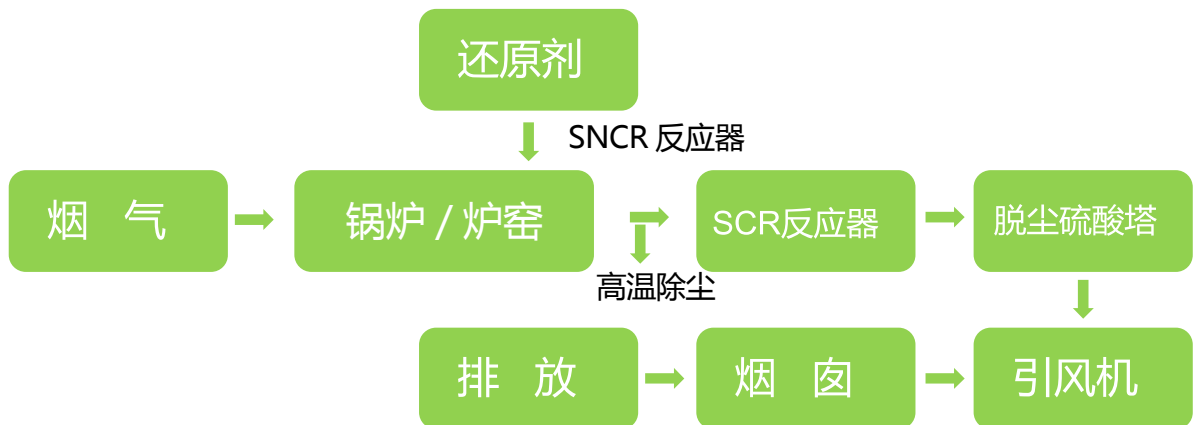 还原剂
SNCR 反应器
烟 气
锅炉 / 炉窑
SCR反应器
脱尘硫酸塔
高温除尘
排 放
烟 囱
引风机